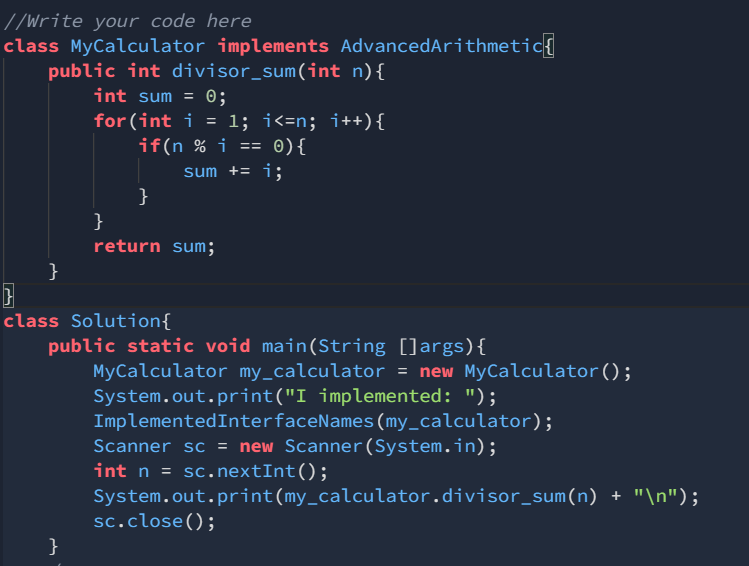 //Write your code here
class MyCalculator implements AdvancedArithmetic{
    public int divisor_sum(int n){
        int sum = 0;
        for(int i = 1; i<=n; i++){
            if(n % i == 0){
                sum += i;
            }
        }
        return sum;
    }
}
class Solution{
    public static void main(String []args){
        MyCalculator my_calculator = new MyCalculator();
        System.out.print("I implemented: ");
        ImplementedInterfaceNames(my_calculator);
        Scanner sc = new Scanner(System.in);
        int n = sc.nextInt();
        System.out.print(my_calculator.divisor_sum(n) + "\n");
        sc.close();
    }